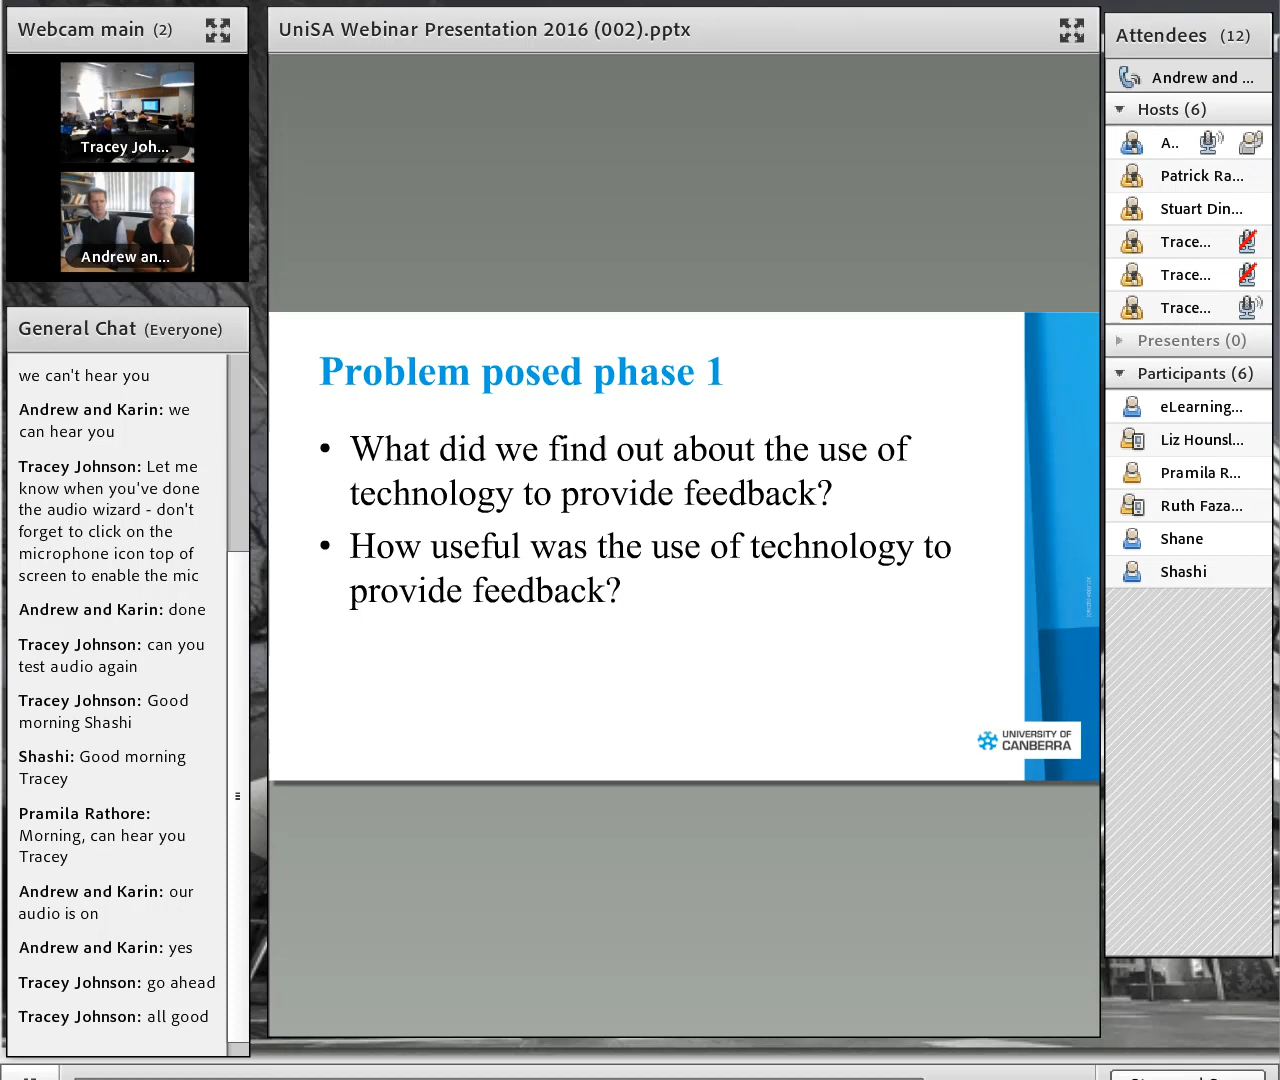 Webcam main (2)
Tracey Joh...
Andrew an...
General Chat (Everyone)
we can't hear you
Andrew and Karin: we
can hear you
Tracey Johnson: Let me
know when you've done
the audio wizard - don't
forget to click on the
microphone icon top of
screen to enable the mic
Andrew and Karin: done
Tracey Johnson: can you
test audio again
Tracey Johnson: Good
morning Shashi
Shashi: Good morning
Tracey
Pramila Rathore:
Morning, can hear you
Tracey
Andrew and Karin: our
audio is on
Andrew and Karin: yes
Tracey Johnson: go ahead
Tracey Johnson: all good
UniSA Webinar Presentation 2016 (002).pptx
Problem posed phase 1
• What did we find out about the use of
technology to provide feedback?
• How useful was the use of technology to
provide feedback?
UNIVERSITY OF
CANBERRA
Attendees (12)
Andrew and ...
Hosts (6)
A..
Patrick Ra...
Stuart Din...
Trace...
Trace...
Trace...
Presenters (0)
Participants (6)
eLearning...
Liz Hounsl...
Pramila R...
Ruth Faza...
Shane
Shashi